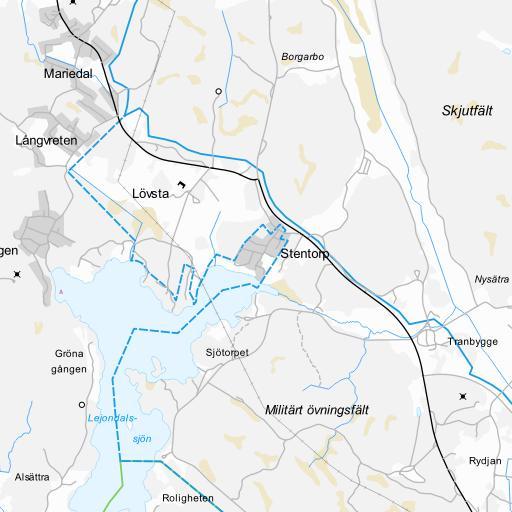 Borgarbo
Mariedal
Skjutfält
Långvreten
Lövsta
gen
Stentorp
Nysätra
Tranbygge
Sjötorpet
Gröna
gången
Militärt övningsfält
Lejondals-
sjön
Rydjan
Alsättra
Roligheten